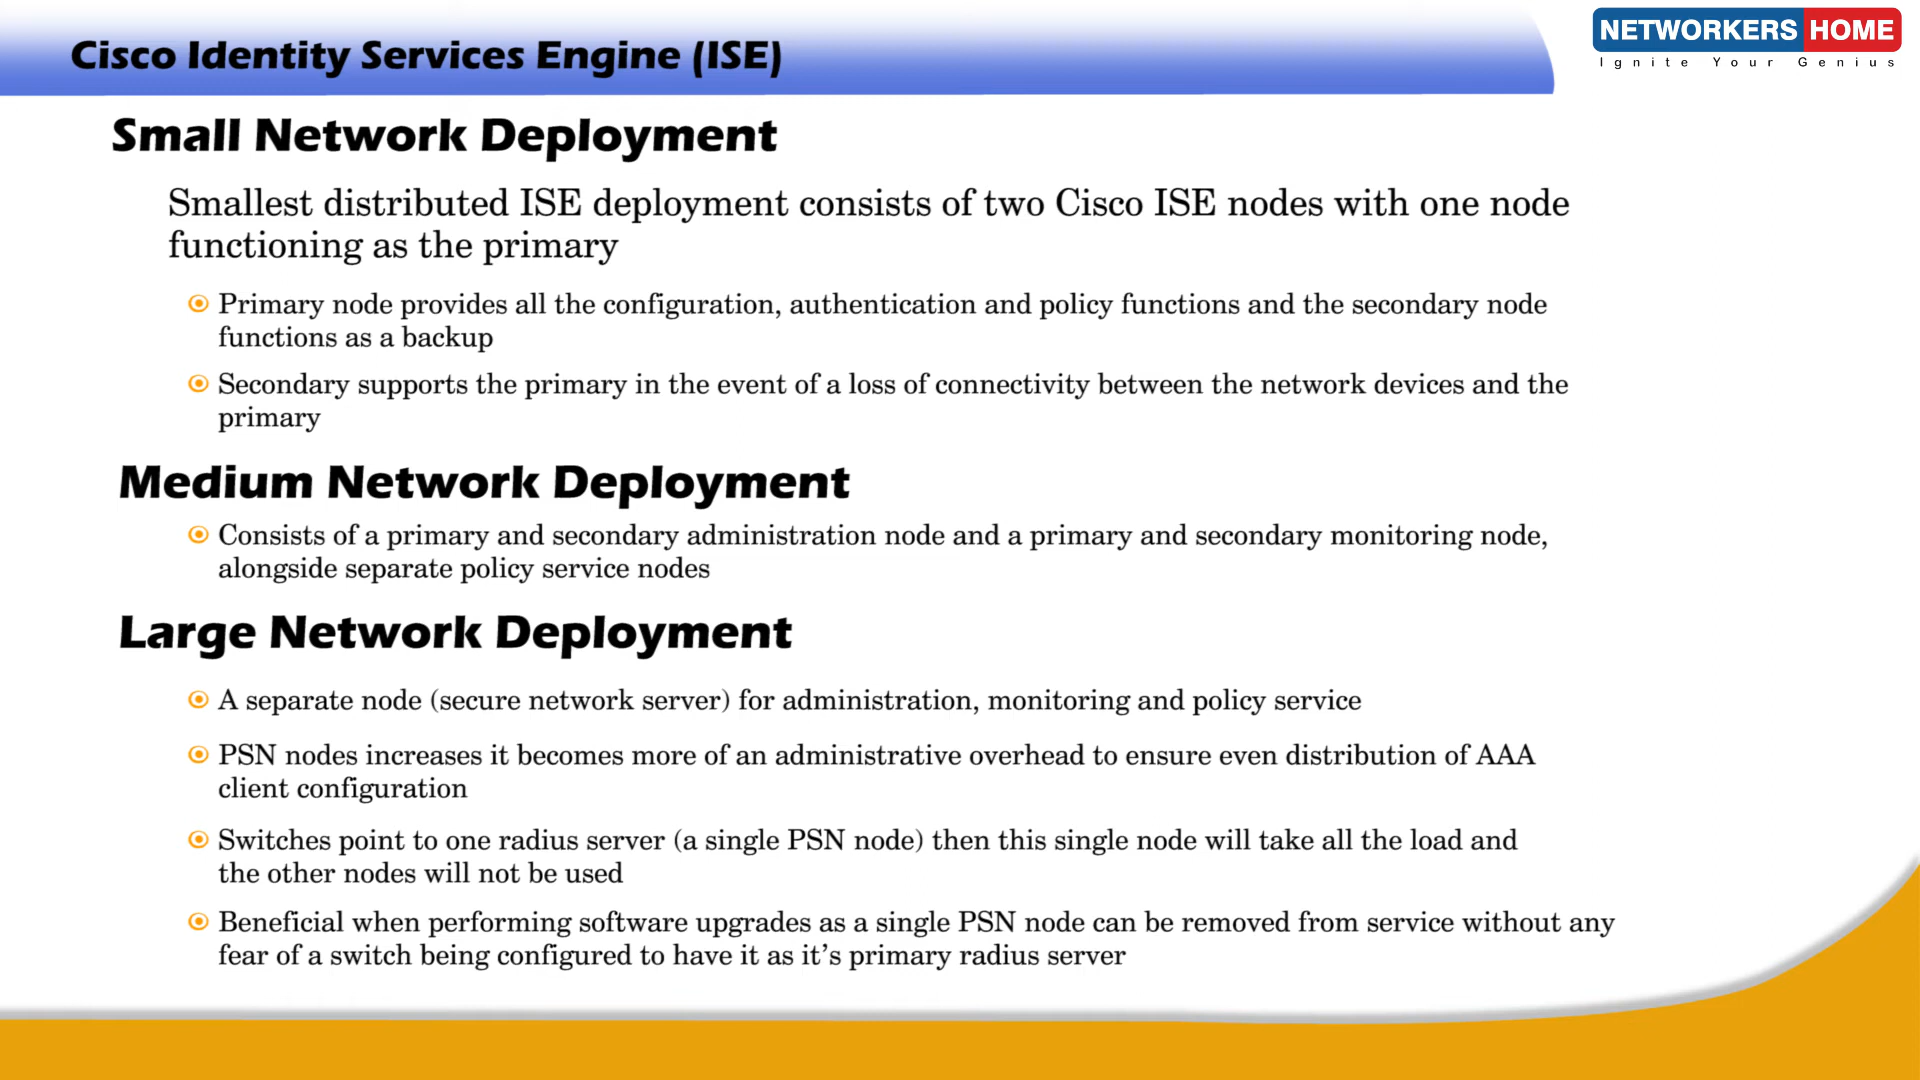 Cisco Identity Services Engine (ISE)
NETWORKERS HOME
Ignite Your Genius
Small Network Deployment
Smallest distributed ISE deployment consists of two Cisco ISE nodes with one node
functioning as the primary
Primary node provides all the configuration, authentication and policy functions and the secondary node
functions as a backup
Secondary supports the primary in the event of a loss of connectivity between the network devices and the
primary
Medium Network Deployment
Consists of a primary and secondary administration node and a primary and secondary monitoring node,
alongside separate policy service nodes
Large Network Deployment
A separate node (secure network server) for administration, monitoring and policy service
PSN nodes increases it becomes more of an administrative overhead to ensure even distribution of AAA
client configuration
Switches point to one radius server (a single PSN node) then this single node will take all the load and
the other nodes will not be used
Beneficial when performing software upgrades as a single PSN node can be removed from service without any
fear of a switch being configured to have it as it’s primary radius server